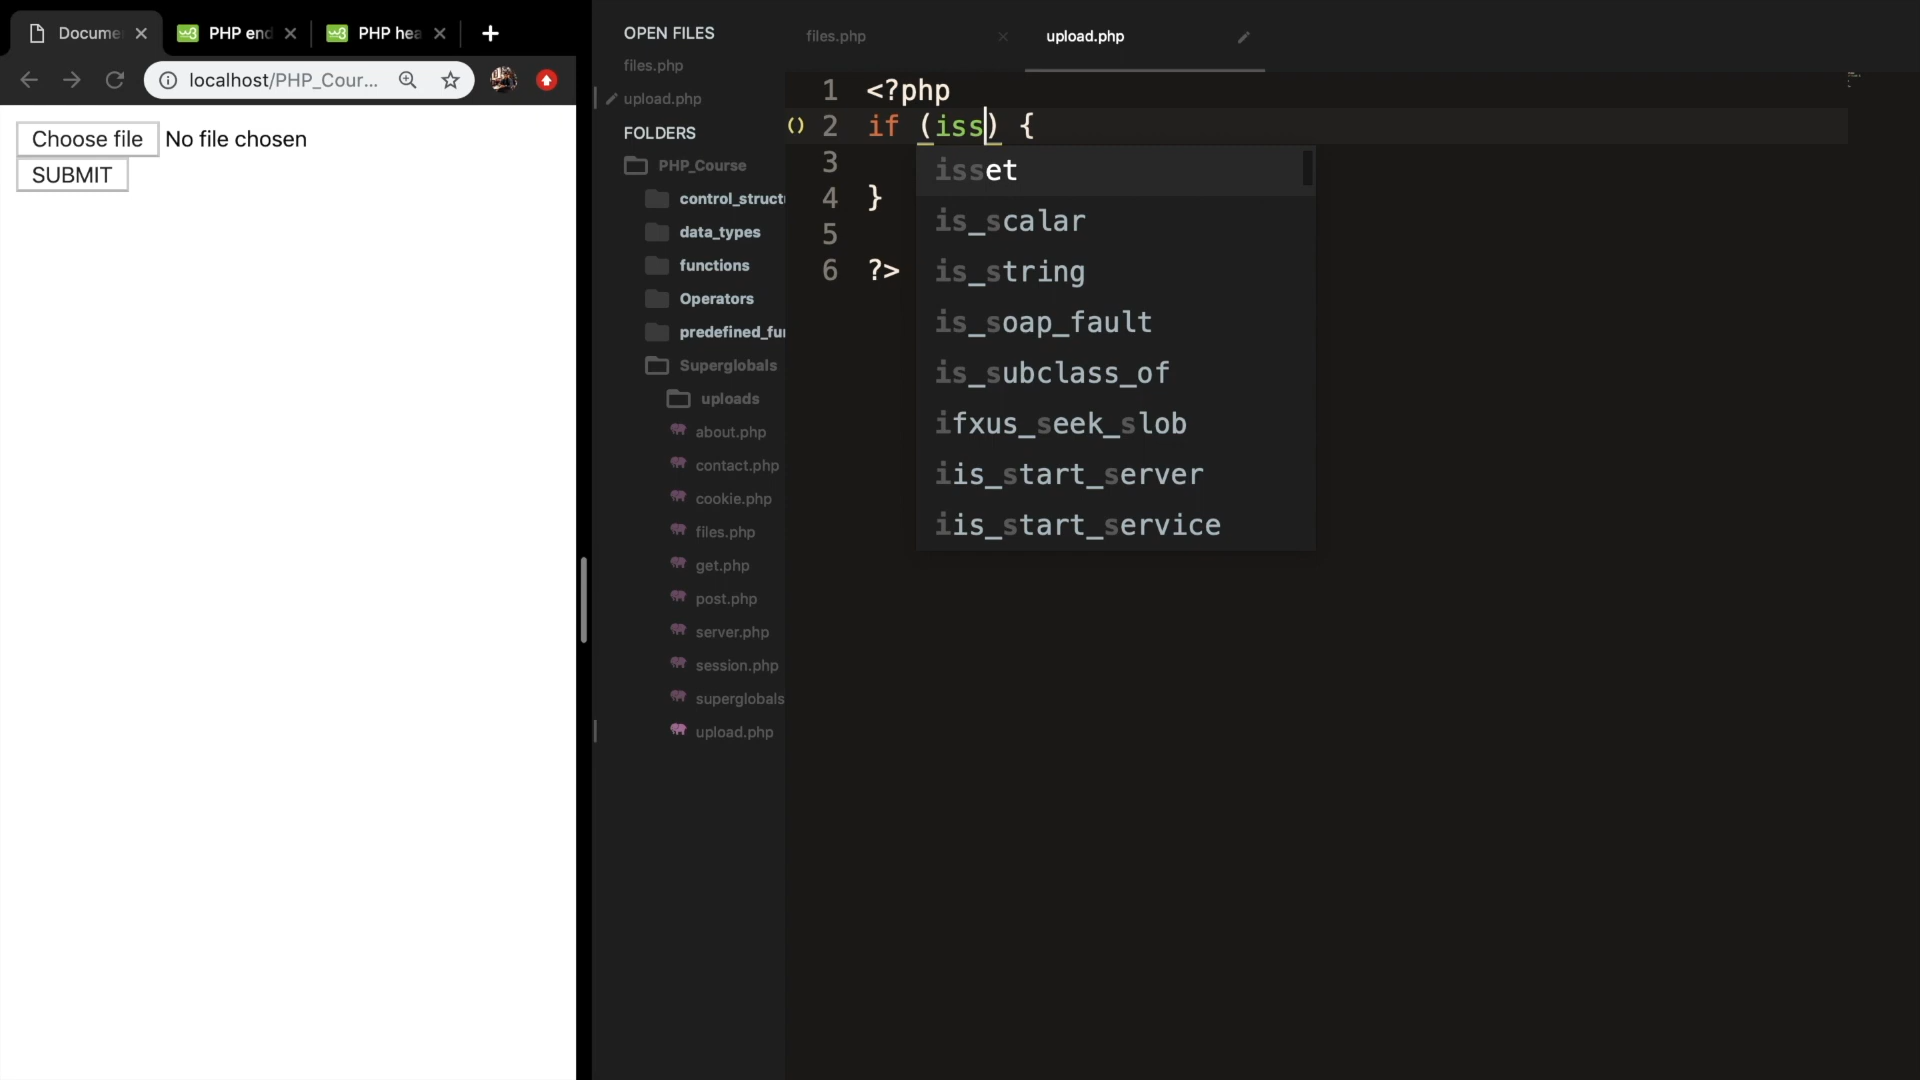 Docume
PHP end
PHP hea
localhost/PHP_Cour...
Choose file No file chosen
SUBMIT
OPEN FILES
files.php
upload.php
FOLDERS
PHP_Course
control_structu
data_types
functions
Operators
predefined_fun
Superglobals
uploads
about.php
contact.php
cookie.php
files.php
get.php
post.php
server.php
session.php
superglobals
upload.php
files.php
upload.php
1 <?php
2 if (iss) {
3
4 }
5
6 ?>
isset
is_scalar
is_string
is_soap_fault
is_subclass_of
ifxus_seek_slob
iis_start_server
iis_start_service